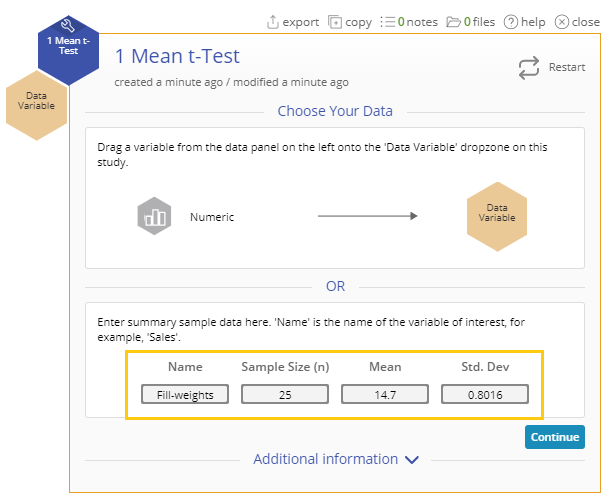 export copy 0 notes 0 files help close
1 Mean t-
Test
1 Mean t-Test
created a minute ago / modified a minute ago
Restart
Data
Variable
Choose Your Data
Drag a variable from the data panel on the left onto the 'Data Variable' dropzone on this
study.
Numeric
Data
Variable
OR
Enter summary sample data here. 'Name' is the name of the variable of interest, for
example, 'Sales'.
Name Sample Size (n) Mean Std. Dev
Fill-weights 25 14.7 0.8016
Continue
Additional information